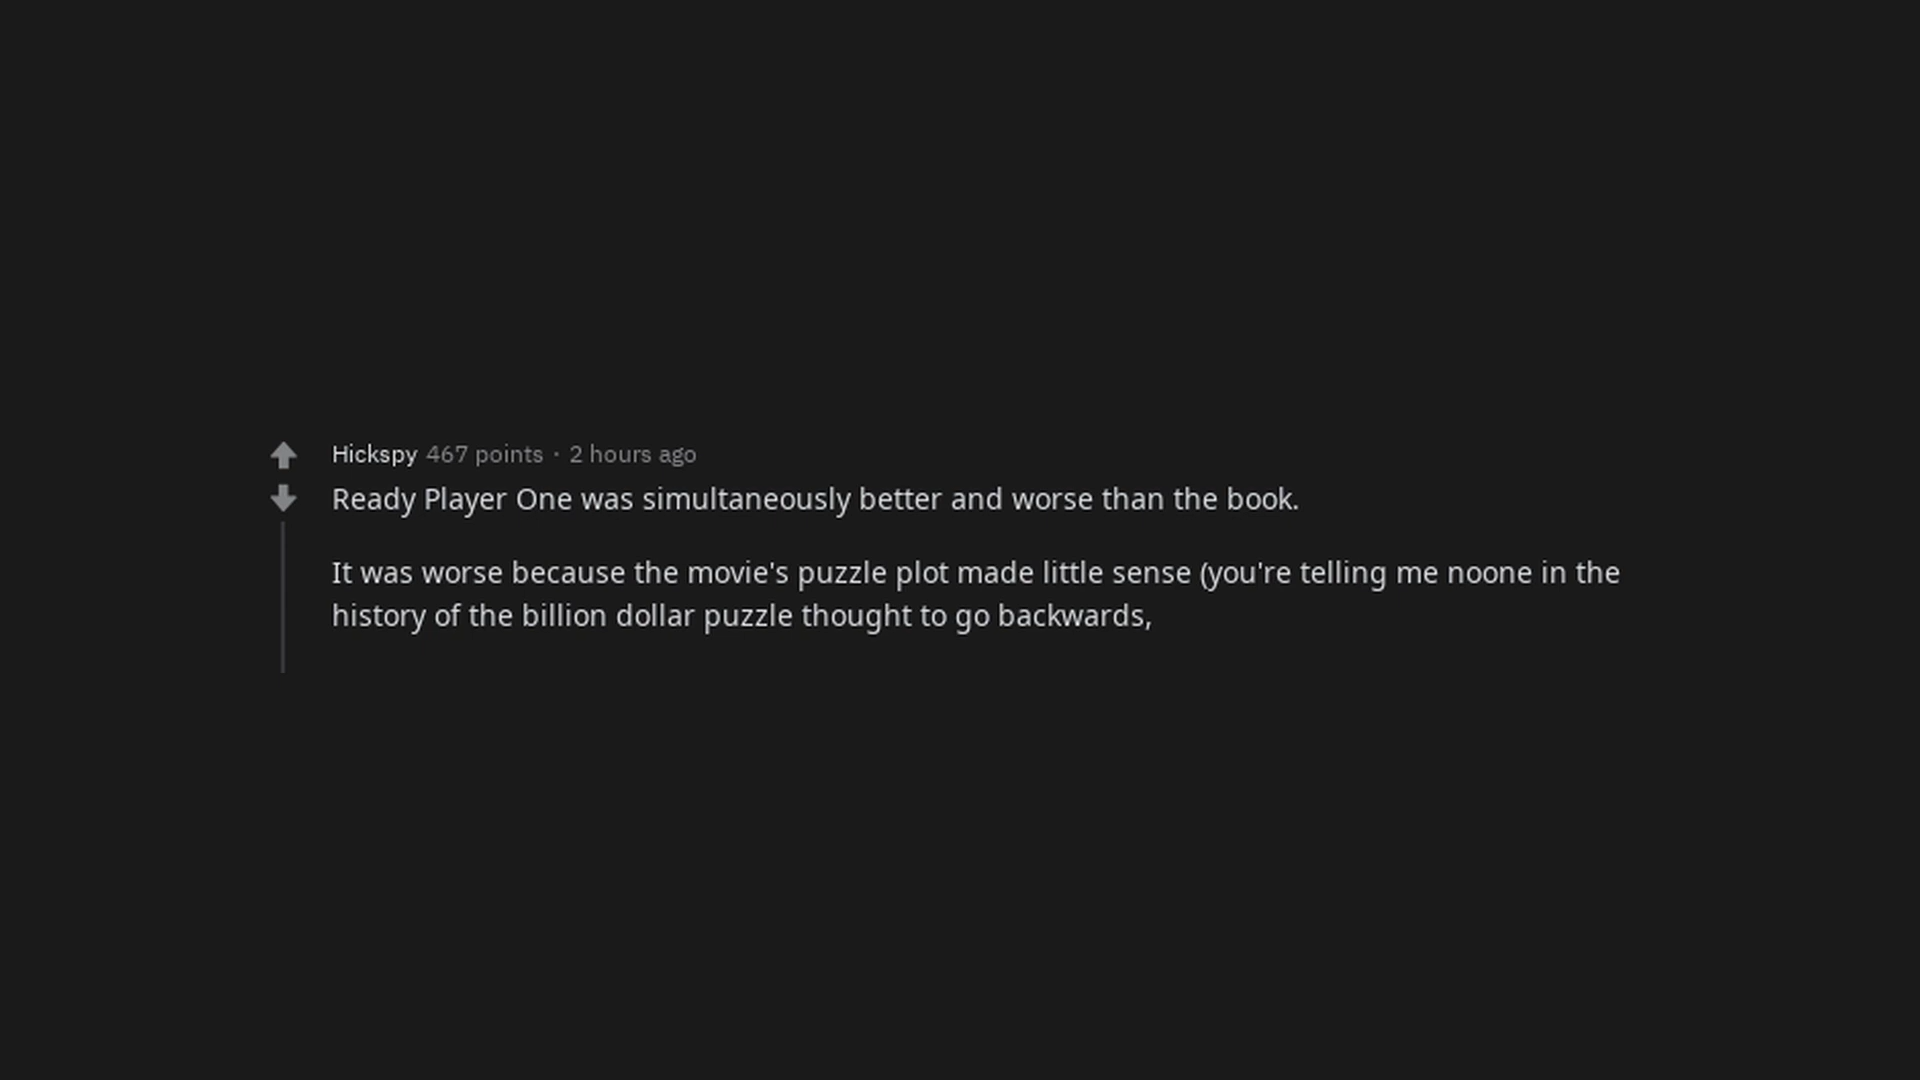 Hickspy 467 points · 2 hours ago
Ready Player One was simultaneously better and worse than the book.
It was worse because the movie's puzzle plot made little sense (you're telling me noone in the
history of the billion dollar puzzle thought to go backwards,